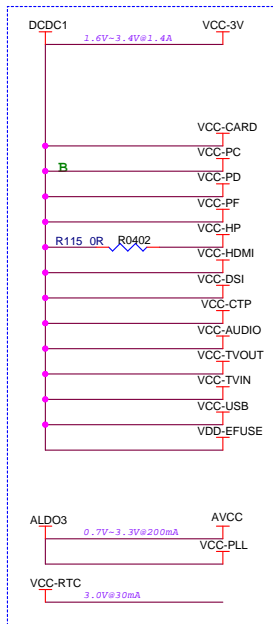 DCDC1 VCC-3V
1.6V~3.4V@1.4A
VCC-CARD
VCC-PC
B
VCC-PD
VCC-PF
VCC-HP
R115 0R R0402
VCC-HDMI
VCC-DSI
VCC-CTP
VCC-AUDIO
VCC-TVOUT
VCC-TVIN
VCC-USB
VDD-EFUSE
ALDO3 AVCC
0.7V~3.3V@200mA
VCC-PLL
VCC-RTC
3.0V@30mA